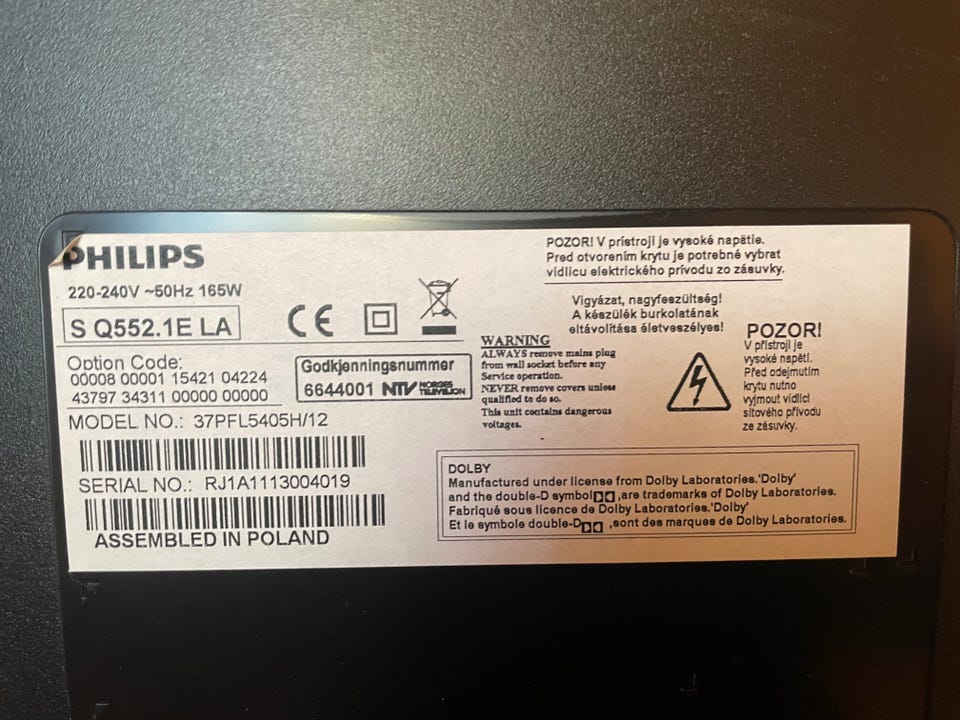 PHILIPS
220-240V ~50Hz 165W
S Q552.1E LA
Option Code:
00008 00001 15421 04224
43797 34311 00000 00000
MODEL NO.: 37PFL5405H/12
SERIAL NO.: RJ1A1113004019
ASSEMBLED IN POLAND
CE
Godkjenningsnummer
6644001 NTV NORGES TELEVISJON
POZOR! V prístroji je vysoké napätie.
Pred otvorením krytu je potrebné vybrat
vidlicu elektrického prívodu zo zásuvky.
Vigyázat, nagyfeszültség!
A készülék burkolatának
eltávolítása életveszélyes!
WARNING
ALWAYS remove mains plug
from wall socket before any
Service operation.
NEVER remove covers unless
qualified to do so.
This unit contains dangerous
voltages.
POZOR!
V přístroji je
vysoké napětí.
Před odejmutím
krytu nutno
vyjmout vidlici
síťového přívodu
ze zásuvky.
DOLBY
Manufactured under license from Dolby Laboratories.'Dolby'
and the double-D symbol ,are trademarks of Dolby Laboratories.
Fabriqué sous licence de Dolby Laboratories.'Dolby'
Et le symbole double-D ,sont des marques de Dolby Laboratories.